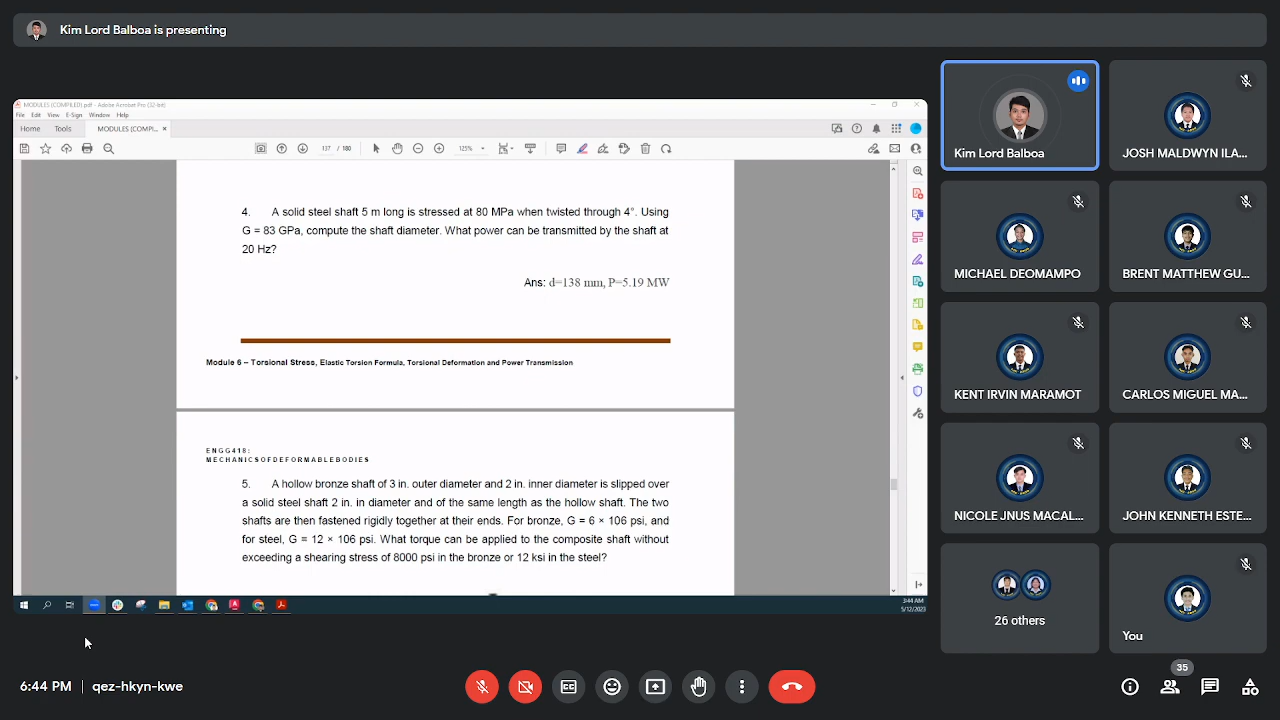 Kim Lord Balboa is presenting
MODULES (COMPILED).pdf - Adobe Acrobat Pro (32-bit)
File Edit View E-Sign Window Help
Home Tools MODULES (COMPI... ×
137 / 180 125%
4. A solid steel shaft 5 m long is stressed at 80 MPa when twisted through 4°. Using
G = 83 GPa, compute the shaft diameter. What power can be transmitted by the shaft at
20 Hz?
Ans: d=138 mm, P=5.19 MW
Module 6 – Torsional Stress, Elastic Torsion Formula, Torsional Deformation and Power Transmission
ENGG418:
MECHANICSOFDEFORMABLEBODIES
5. A hollow bronze shaft of 3 in. outer diameter and 2 in. inner diameter is slipped over
a solid steel shaft 2 in. in diameter and of the same length as the hollow shaft. The two
shafts are then fastened rigidly together at their ends. For bronze, G = 6 × 106 psi, and
for steel, G = 12 × 106 psi. What torque can be applied to the composite shaft without
exceeding a shearing stress of 8000 psi in the bronze or 12 ksi in the steel?
3:44 AM
5/12/2023
Kim Lord Balboa
JOSH MALDWYN ILA...
MICHAEL DEOMAMPO
BRENT MATTHEW GU...
KENT IRVIN MARAMOT
CARLOS MIGUEL MA...
NICOLE JNUS MACAL...
JOHN KENNETH ESTE...
26 others
You
6:44 PM | qez-hkyn-kwe
35